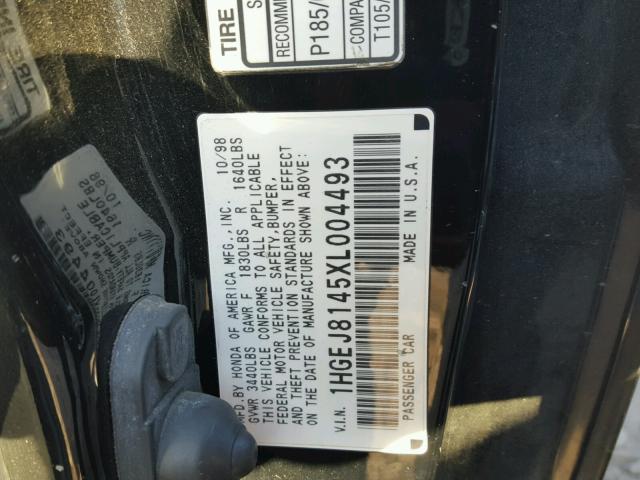 TIRE
S
RECOMM
P185/
COMPA
T105/
MFD.BY HONDA OF AMERICA MFG.,INC. 10/98
GVWR 3440LBS GAWR F 1830LBS R 1640LBS
THIS VEHICLE CONFORMS TO ALL APPLICABLE
FEDERAL MOTOR VEHICLE SAFETY,BUMPER,
AND THEFT PREVENTION STANDARDS IN EFFECT
ON THE DATE OF MANUFACTURE SHOWN ABOVE.
V.I.N. 1HGEJ8145XL004493
PASSENGER CAR MADE IN U.S.A.